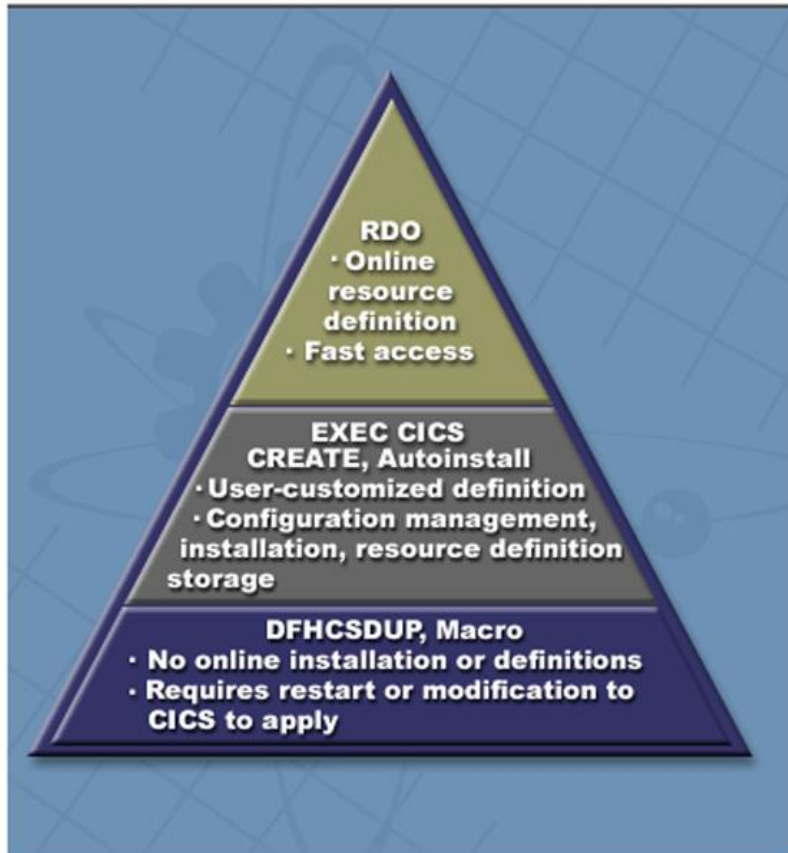 RDO
· Online
resource
definition
· Fast access
EXEC CICS
CREATE, Autoinstall
· User-customized definition
· Configuration management,
installation, resource definition
storage
DFHCSDUP, Macro
· No online installation or definitions
· Requires restart or modification to
CICS to apply